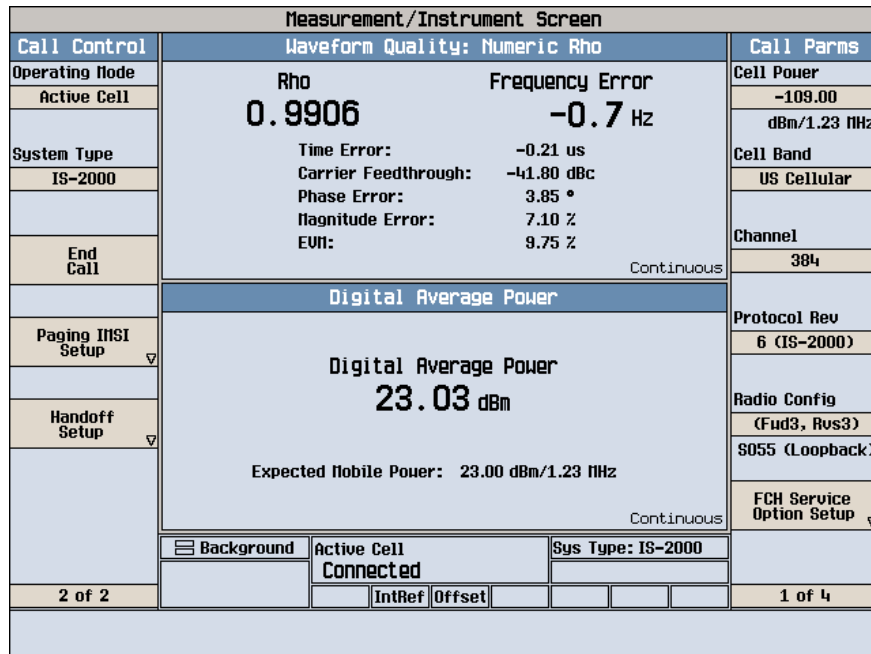 Measurement/Instrument Screen
Call Control
Operating Mode
Active Cell
System Type
IS-2000
End
Call
Paging IMSI
Setup
Handoff
Setup
2 of 2
Waveform Quality: Numeric Rho
Rho
Frequency Error
0.9906
-0.7 Hz
Time Error: -0.21 us
Carrier Feedthrough: -41.80 dBc
Phase Error: 3.85 °
Magnitude Error: 7.10 %
EVM: 9.75 %
Continuous
Digital Average Power
Digital Average Power
23.03 dBm
Expected Mobile Power: 23.00 dBm/1.23 MHz
Continuous
Background
Active Cell
Connected
Sys Type: IS-2000
IntRef
Offset
Call Parms
Cell Power
-109.00
dBm/1.23 MHz
Cell Band
US Cellular
Channel
384
Protocol Rev
6 (IS-2000)
Radio Config
(Fwd3, Rvs3)
SO55 (Loopback)
FCH Service
Option Setup
1 of 4